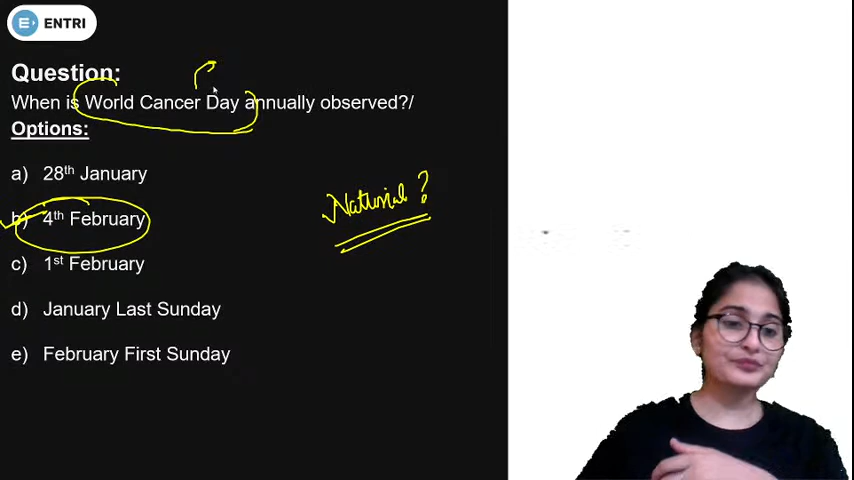 ENTRI
Question:
When is World Cancer Day annually observed?/
Options:
a) 28th January
b) 4th February
c) 1st February
d) January Last Sunday
e) February First Sunday
National ?